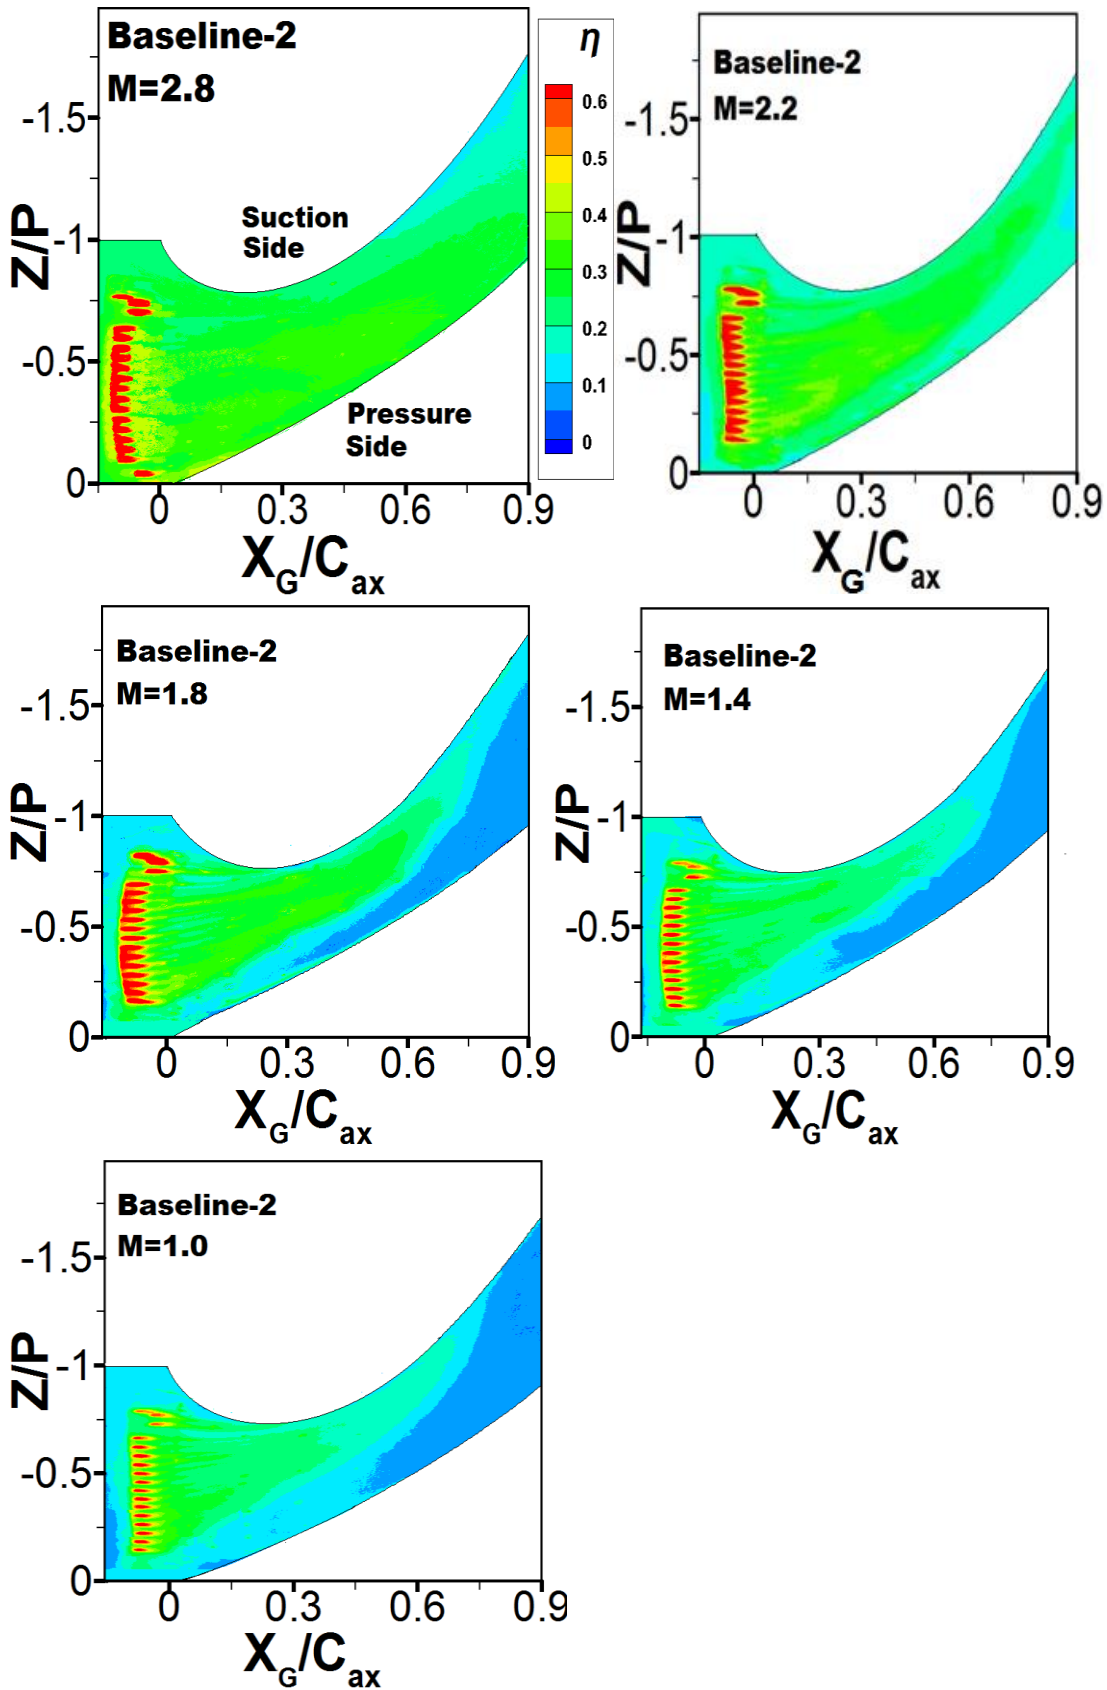 Baseline-2
M=2.8
Suction
Side
Pressure
Side
-1.5
-1
-0.5
0
Z/P
0
0.3
0.6
0.9
X_G/C_ax
η
0.6
0.5
0.4
0.3
0.2
0.1
0
Baseline-2
M=2.2
-1.5
-1
-0.5
0
Z/P
0
0.3
0.6
0.9
X_G/C_ax
Baseline-2
M=1.8
-1.5
-1
-0.5
0
Z/P
0
0.3
0.6
0.9
X_G/C_ax
Baseline-2
M=1.4
-1.5
-1
-0.5
0
Z/P
0
0.3
0.6
0.9
X_G/C_ax
Baseline-2
M=1.0
-1.5
-1
-0.5
0
Z/P
0
0.3
0.6
0.9
X_G/C_ax